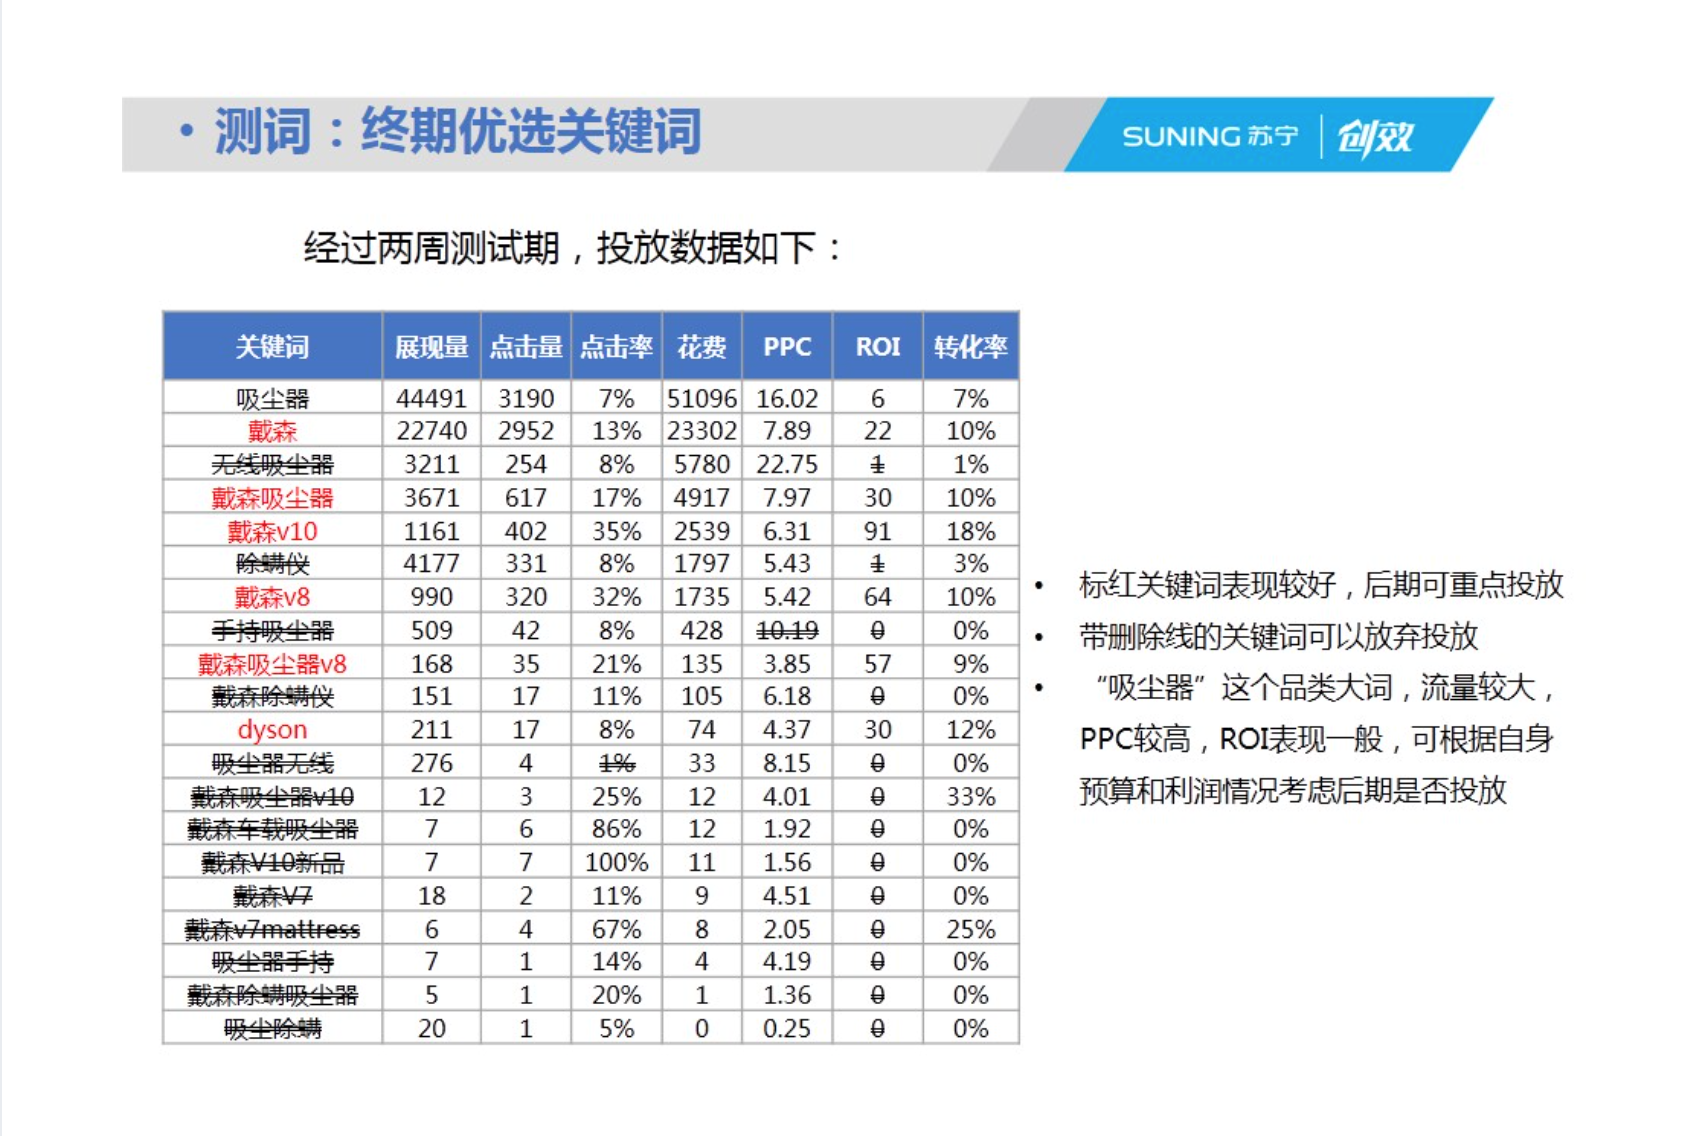 • 测词：终期优选关键词
SUNING 苏宁 | 创效
经过两周测试期，投放数据如下：
关键词 展现量 点击量 点击率 花费 PPC ROI 转化率
吸尘器 44491 3190 7% 51096 16.02 6 7%
戴森 22740 2952 13% 23302 7.89 22 10%
无线吸尘器 3211 254 8% 5780 22.75 1 1%
戴森吸尘器 3671 617 17% 4917 7.97 30 10%
戴森v10 1161 402 35% 2539 6.31 91 18%
除螨仪 4177 331 8% 1797 5.43 1 3%
戴森v8 990 320 32% 1735 5.42 64 10%
手持吸尘器 509 42 8% 428 10.19 0 0%
戴森吸尘器v8 168 35 21% 135 3.85 57 9%
戴森除螨仪 151 17 11% 105 6.18 0 0%
dyson 211 17 8% 74 4.37 30 12%
吸尘器无线 276 4 1% 33 8.15 0 0%
戴森吸尘器v10 12 3 25% 12 4.01 0 33%
戴森车载吸尘器 7 6 86% 12 1.92 0 0%
戴森V10新品 7 7 100% 11 1.56 0 0%
戴森V7 18 2 11% 9 4.51 0 0%
戴森v7mattress 6 4 67% 8 2.05 0 25%
吸尘器手持 7 1 14% 4 4.19 0 0%
戴森除螨吸尘器 5 1 20% 1 1.36 0 0%
吸尘除螨 20 1 5% 0 0.25 0 0%
• 标红关键词表现较好，后期可重点投放
• 带删除线的关键词可以放弃投放
• “吸尘器”这个品类大词，流量较大，
PPC较高，ROI表现一般，可根据自身
预算和利润情况考虑后期是否投放